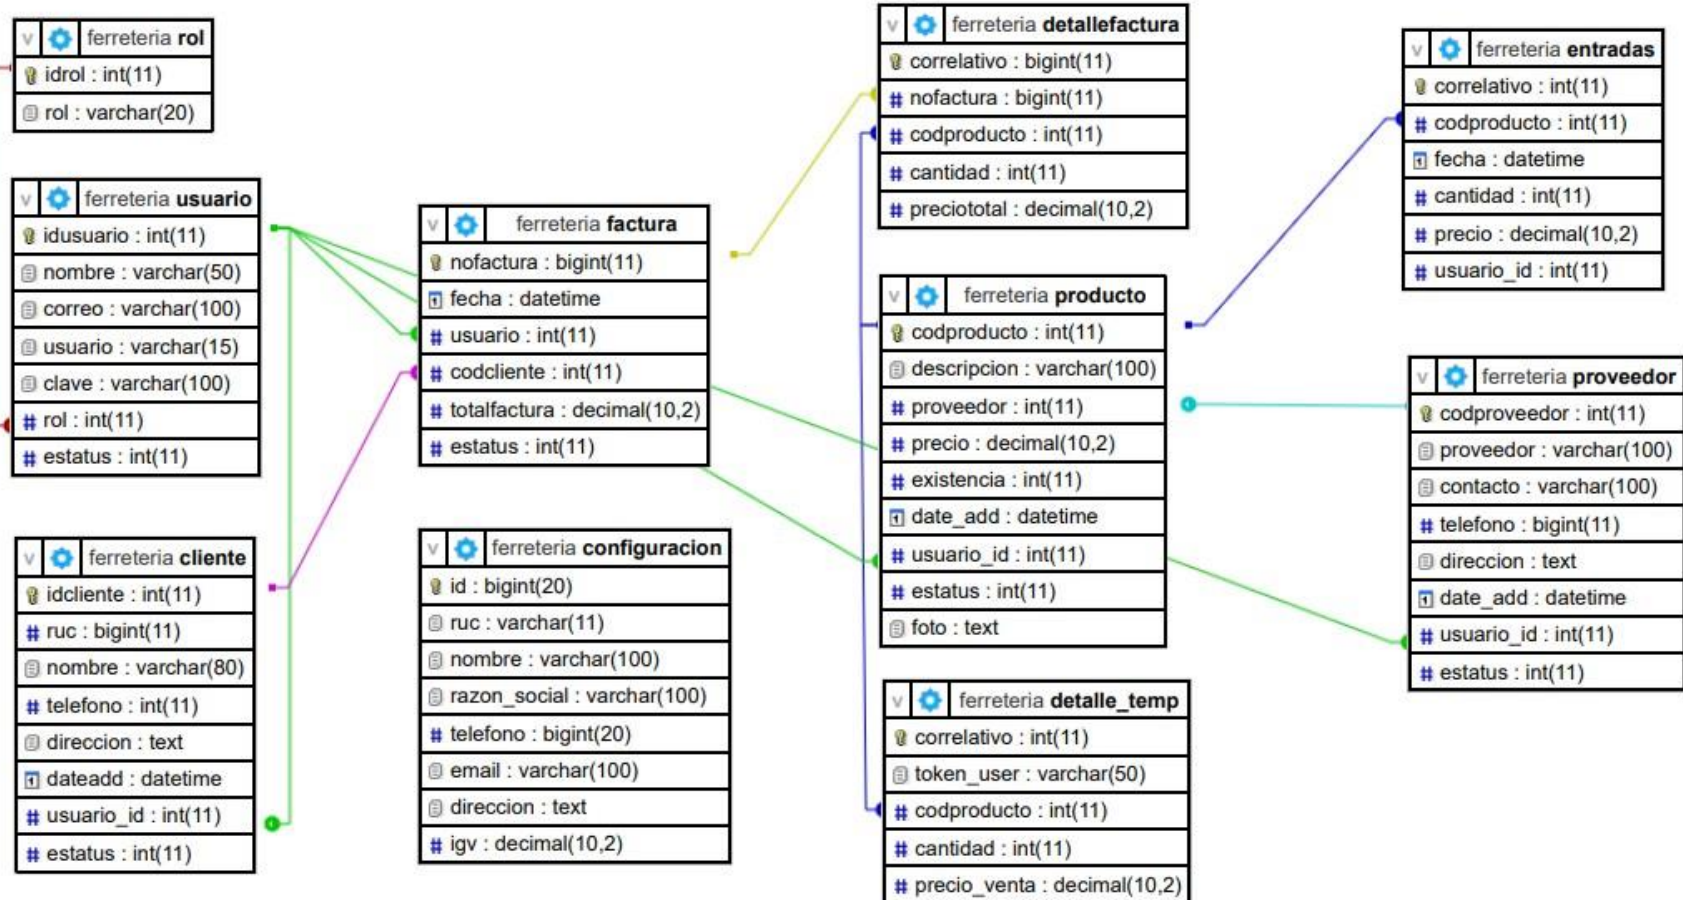 ferreteria rol
idrol : int(11)
rol : varchar(20)
ferreteria usuario
idusuario : int(11)
nombre : varchar(50)
correo : varchar(100)
usuario : varchar(15)
clave : varchar(100)
rol : int(11)
estatus : int(11)
ferreteria cliente
idcliente : int(11)
ruc : bigint(11)
nombre : varchar(80)
telefono : int(11)
direccion : text
dateadd : datetime
usuario_id : int(11)
estatus : int(11)
ferreteria factura
nofactura : bigint(11)
fecha : datetime
usuario : int(11)
codcliente : int(11)
totalfactura : decimal(10,2)
estatus : int(11)
ferreteria configuracion
id : bigint(20)
ruc : varchar(11)
nombre : varchar(100)
razon_social : varchar(100)
telefono : bigint(20)
email : varchar(100)
direccion : text
igv : decimal(10,2)
ferreteria detallefactura
correlativo : bigint(11)
nofactura : bigint(11)
codproducto : int(11)
cantidad : int(11)
preciototal : decimal(10,2)
ferreteria producto
codproducto : int(11)
descripcion : varchar(100)
proveedor : int(11)
precio : decimal(10,2)
existencia : int(11)
date_add : datetime
usuario_id : int(11)
estatus : int(11)
foto : text
ferreteria detalle_temp
correlativo : int(11)
token_user : varchar(50)
codproducto : int(11)
cantidad : int(11)
precio_venta : decimal(10,2)
ferreteria entradas
correlativo : int(11)
codproducto : int(11)
fecha : datetime
cantidad : int(11)
precio : decimal(10,2)
usuario_id : int(11)
ferreteria proveedor
codproveedor : int(11)
proveedor : varchar(100)
contacto : varchar(100)
telefono : bigint(11)
direccion : text
date_add : datetime
usuario_id : int(11)
estatus : int(11)